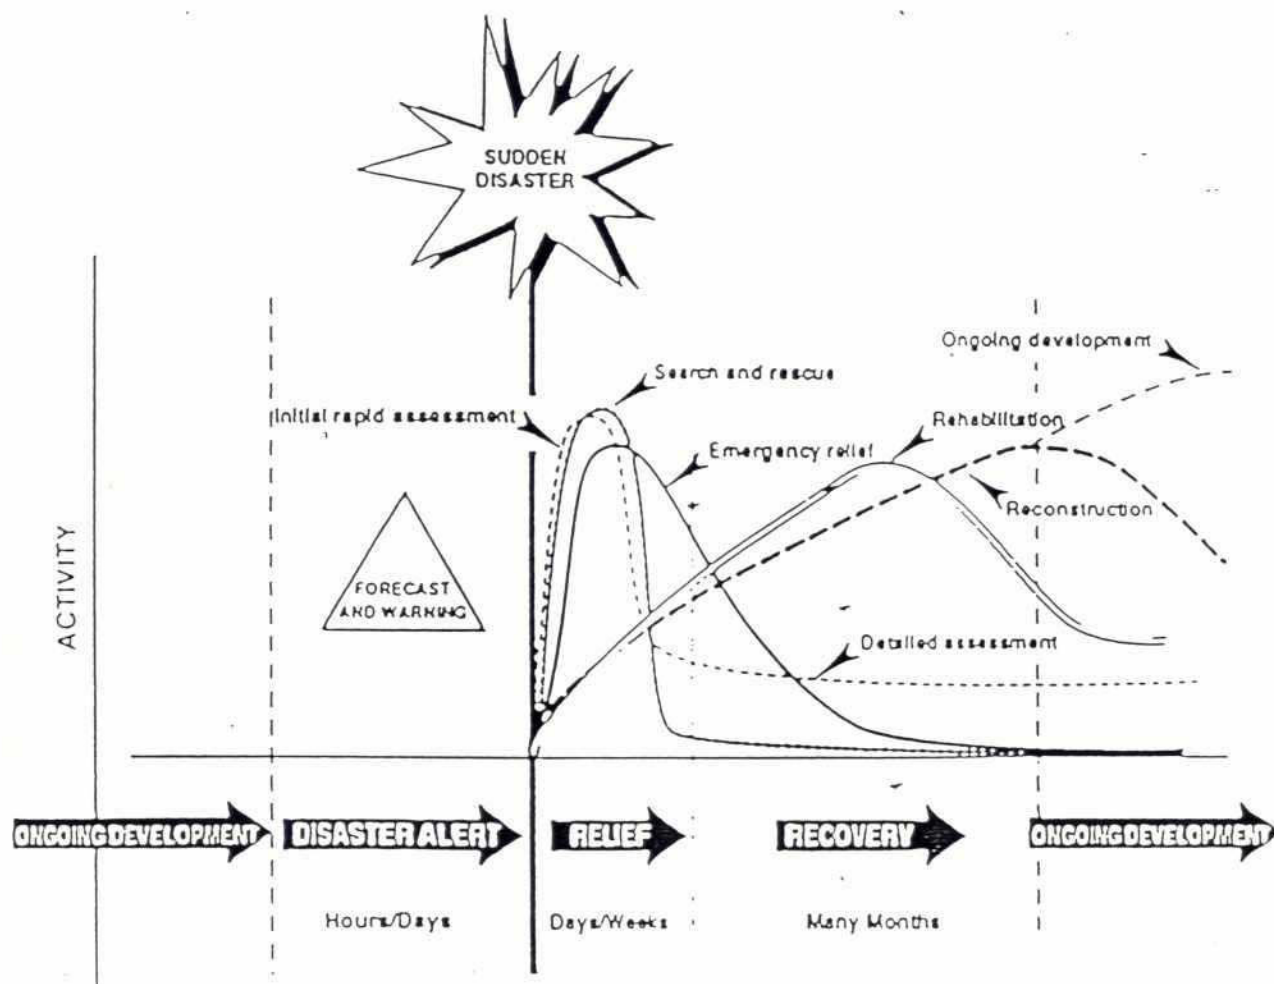 SUDDEN
DISASTER
Ongoing development
Search and rescue
Initial rapid assessment
Rehabilitation
Emergency relief
Reconstruction
FORECAST
AND WARNING
ACTIVITY
Detailed assessment
ONGOING DEVELOPMENT
DISASTER ALERT
RELIEF
RECOVERY
ONGOING DEVELOPMENT
Hours/Days
Days/Weeks
Many Months